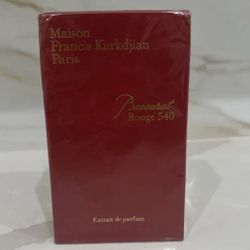 Maison
Francis Kurkdjian
Paris
Baccarat
Rouge 540
Extrait de parfum